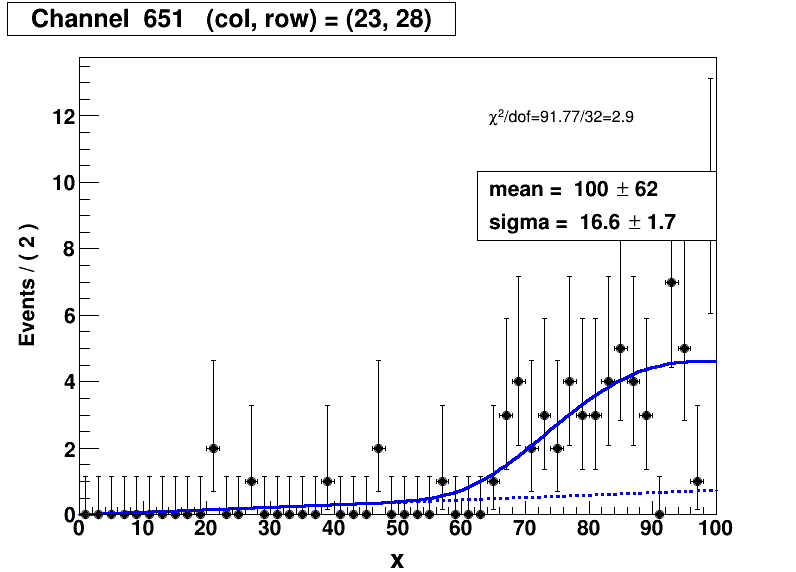 Channel 651 (col, row) = (23, 28)
χ²/dof=91.77/32=2.9
mean = 100 ± 62
sigma = 16.6 ± 1.7
Events / ( 2 )
12
10
8
6
4
2
0
0 10 20 30 40 50 60 70 80 90 100
x